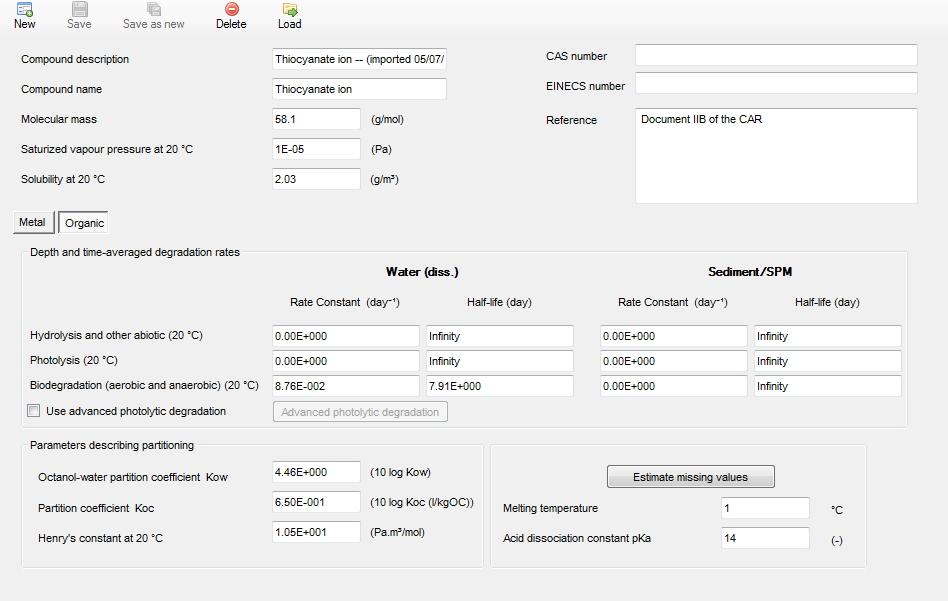 New Save Save as new Delete Load
Compound description Thiocyanate ion -- (imported 05/07/ CAS number
Compound name Thiocyanate ion EINECS number
Molecular mass 58.1 (g/mol) Reference Document IIB of the CAR
Saturized vapour pressure at 20 °C 1E-05 (Pa)
Solubility at 20 °C 2.03 (g/m³)
Metal Organic
Depth and time-averaged degradation rates
Water (diss.) Sediment/SPM
Rate Constant (day⁻¹) Half-life (day) Rate Constant (day⁻¹) Half-life (day)
Hydrolysis and other abiotic (20 °C) 0.00E+000 Infinity 0.00E+000 Infinity
Photolysis (20 °C) 0.00E+000 Infinity 0.00E+000 Infinity
Biodegradation (aerobic and anaerobic) (20 °C) 8.76E-002 7.91E+000 0.00E+000 Infinity
Use advanced photolytic degradation Advanced photolytic degradation
Parameters describing partitioning
Octanol-water partition coefficient Kow 4.46E+000 (10 log Kow) Estimate missing values
Partition coefficient Koc 6.50E-001 (10 log Koc (l/kgOC)) Melting temperature 1 °C
Henry's constant at 20 °C 1.05E+001 (Pa.m³/mol) Acid dissociation constant pKa 14 (-)